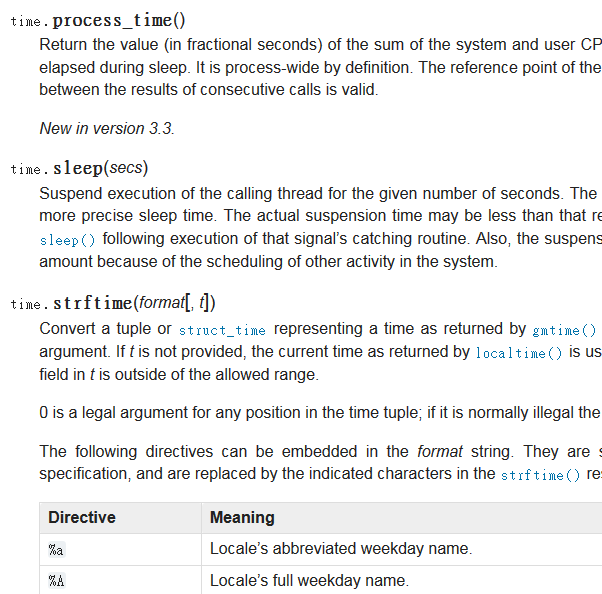 time.process_time()
Return the value (in fractional seconds) of the sum of the system and user CP
elapsed during sleep. It is process-wide by definition. The reference point of the
between the results of consecutive calls is valid.
New in version 3.3.
time.sleep(secs)
Suspend execution of the calling thread for the given number of seconds. The
more precise sleep time. The actual suspension time may be less than that re
sleep() following execution of that signal’s catching routine. Also, the suspens
amount because of the scheduling of other activity in the system.
time.strftime(format[, t])
Convert a tuple or struct_time representing a time as returned by gmtime()
argument. If t is not provided, the current time as returned by localtime() is us
field in t is outside of the allowed range.
0 is a legal argument for any position in the time tuple; if it is normally illegal the
The following directives can be embedded in the format string. They are s
specification, and are replaced by the indicated characters in the strftime() re
Directive Meaning
%a Locale’s abbreviated weekday name.
%A Locale’s full weekday name.